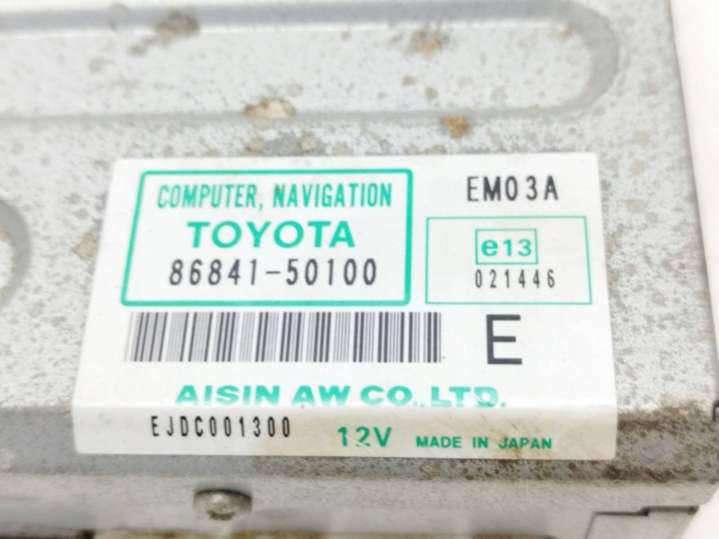 COMPUTER, NAVIGATION
TOYOTA
86841-50100
EM03A
e13
021446
E
AISIN AW CO., LTD.
EJDC001300
12V
MADE IN JAPAN